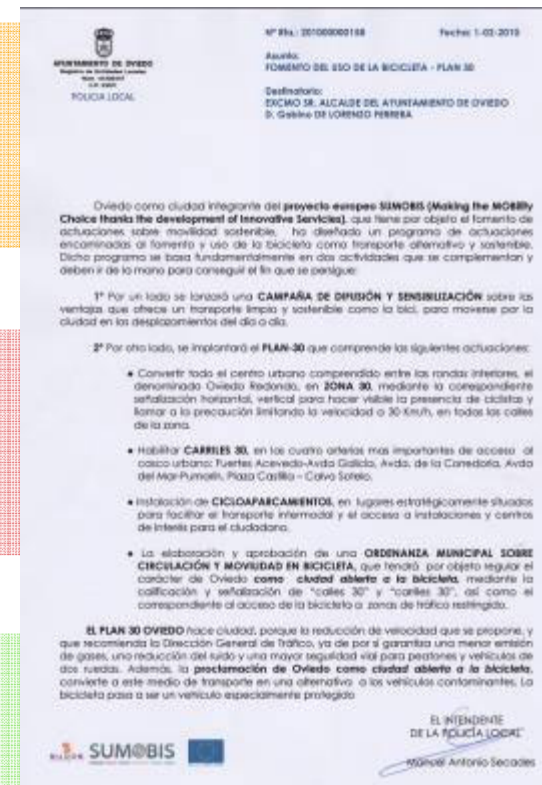 Nº Rfa.: 201000000168 Fecha: 1-02-2010
Asunto:
FOMENTO DEL USO DE LA BICICLETA - PLAN 30
Destinatario:
EXCMO SR. ALCALDE DEL AYUNTAMIENTO DE OVIEDO
D. Gabino DE LORENZO FERRERA
AYUNTAMIENTO DE OVIEDO
Registro de Entidades Locales
POLICIA LOCAL
Oviedo como ciudad integrante del proyecto europeo SUMOBIS (Making the MOBility
Choice thanks the development of Innovative Servicies), que tiene por objeto el fomento de
actuaciones sobre movilidad sostenible, ha diseñado un programa de actuaciones
encaminadas al fomento y uso de la bicicleta como transporte alternativo y sostenible.
Dicho programa se basa fundamentalmente en dos actividades que se complementan y
deben ir de la mano para conseguir el fin que se persigue:
1º Por un lado se lanzará una CAMPAÑA DE DIFUSIÓN Y SENSIBILIZACIÓN sobre las
ventajas que ofrece un transporte limpio y sostenible como la bici, para moverse por la
ciudad en los desplazamientos del día a día.
2º Por otro lado, se implantará el PLAN-30 que comprende las siguientes actuaciones:
• Convertir todo el centro urbano comprendido entre las rondas interiores, el
denominado Oviedo Redondo, en ZONA 30, mediante la correspondiente
señalización horizontal, vertical para hacer visible la presencia de ciclistas y
llamar a la precaución limitando la velocidad a 30 Km/h, en todas las calles
de la zona.
• Habilitar CARRILES 30, en las cuatro arterias mas importantes de acceso al
casco urbano: Fuertes Acevedo-Avda Galicia, Avda. de la Corredoria, Avda
del Mar-Pumarín, Plaza Castilla – Calvo Sotelo.
• Instalación de CICLOAPARCAMIENTOS, en lugares estratégicamente situados
para facilitar el transporte intermodal y el acceso a instalaciones y centros
de interés para el ciudadano.
• La elaboración y aprobación de una ORDENANZA MUNICIPAL SOBRE
CIRCULACIÓN Y MOVILIDAD EN BICICLETA, que tendrá por objeto regular el
carácter de Oviedo como ciudad abierta a la bicicleta, mediante la
calificación y señalización de "calles 30" y "carriles 30", así como el
correspondiente al acceso de la bicicleta a zonas de tráfico restringido.
EL PLAN 30 OVIEDO hace ciudad, porque la reducción de velocidad que se propone, y
que recomienda la Dirección General de Tráfico, ya de por si garantiza una menor emisión
de gases, una reducción del ruido y una mayor seguridad vial para peatones y vehículos de
dos ruedas. Además, la proclamación de Oviedo como ciudad abierta a la bicicleta,
convierte a este medio de transporte en una alternativa a los vehículos contaminantes. La
bicicleta pasa a ser un vehículo especialmente protegido
EL INTENDENTE
DE LA POLICÍA LOCAL
SUMOBIS
Manuel Antonio Secades